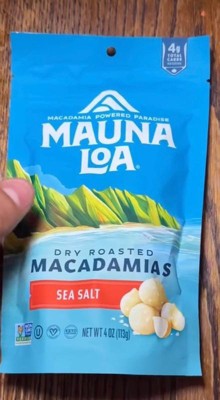 4g
TOTAL
CARBS
MACADAMIA POWERED PARADISE
MAUNA
LOA®
DRY ROASTED
MACADAMIAS
SEA SALT
NET WT 4 OZ (113g)